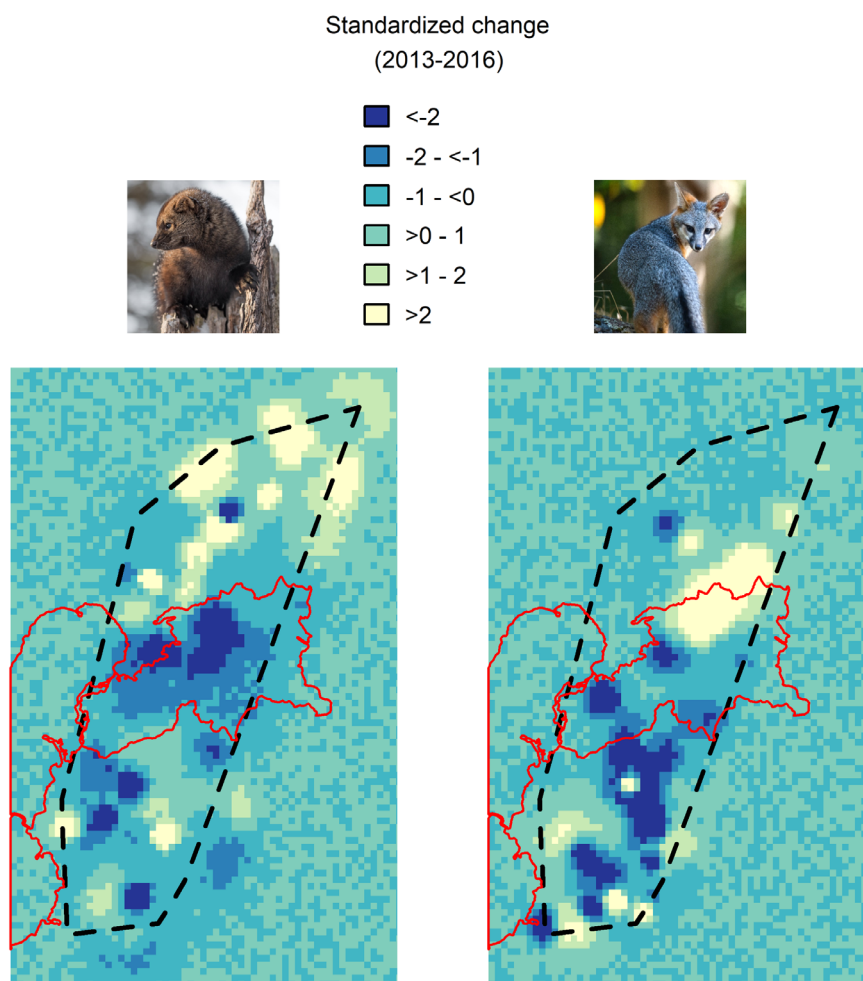 Standardized change
(2013-2016)
<-2
-2 - <-1
-1 - <0
>0 - 1
>1 - 2
>2